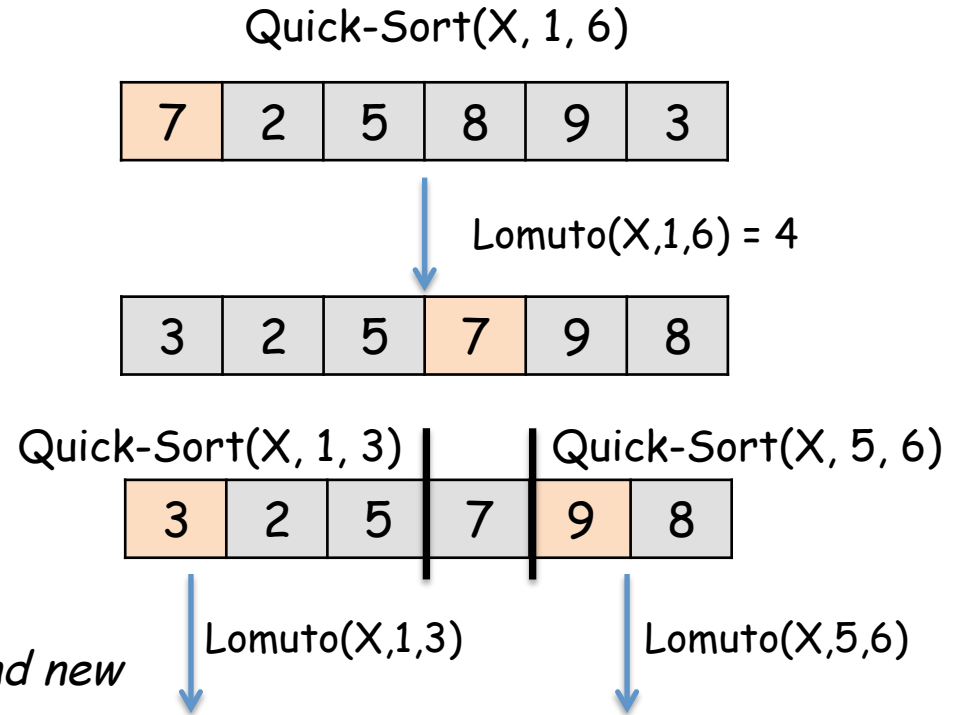 Quick-Sort(X, 1, 6)
7 2 5 8 9 3
Lomuto(X,1,6) = 4
3 2 5 7 9 8
Quick-Sort(X, 1, 3) Quick-Sort(X, 5, 6)
3 2 5 7 9 8
Lomuto(X,1,3) Lomuto(X,5,6)
new